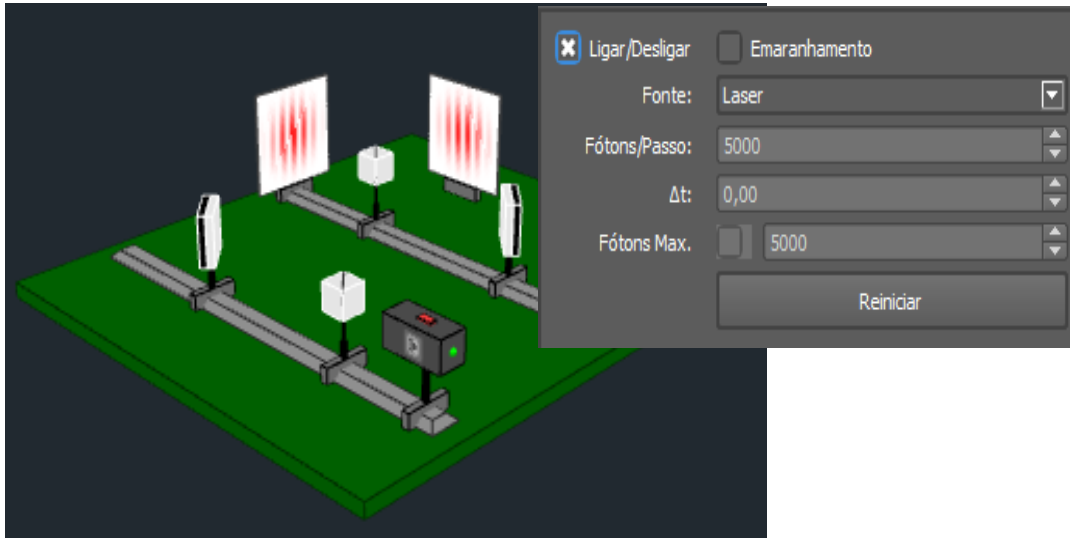 Ligar/Desligar Emaranhamento
Fonte: Laser
Fótons/Passo: 5000
Δt: 0,00
Fótons Max. 5000
Reiniciar